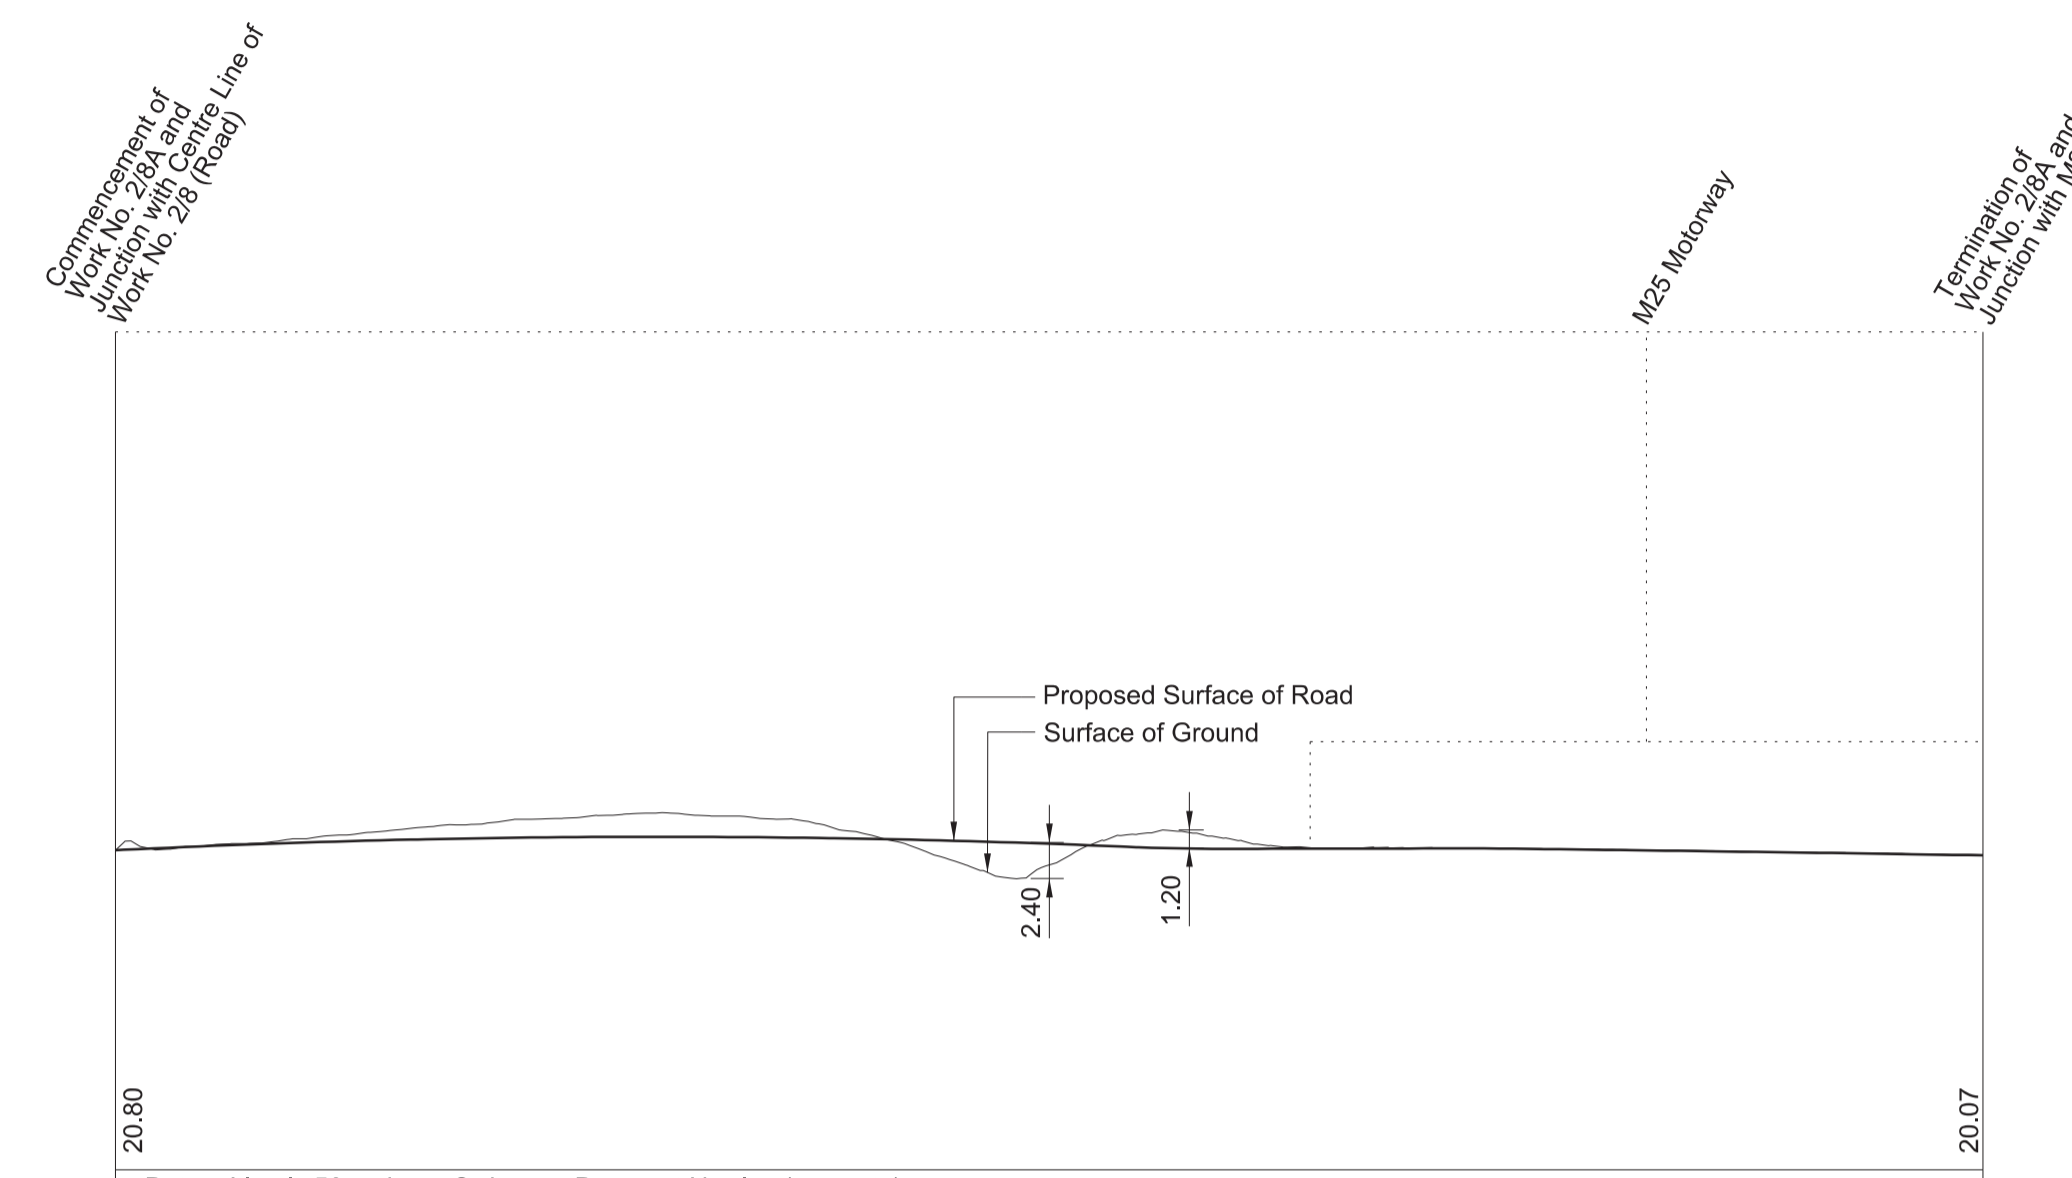 Commencement of
Work No. 2/8A and
Junction with Centre Line of
Work No. 2/8 (Road)
M25 Motorway
Termination of
Work No. 2/8A and
Junction with
Proposed Surface of Road
Surface of Ground
2.40
1.20
20.80
20.07